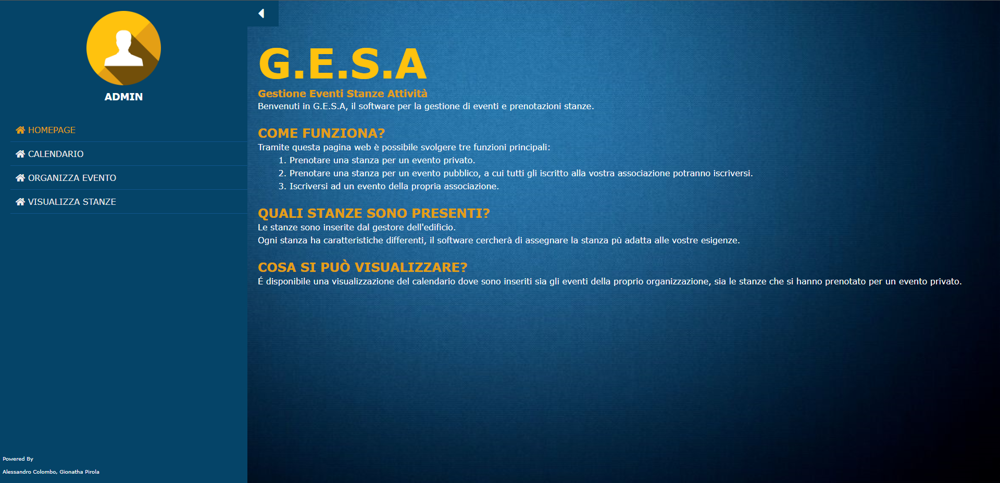 ADMIN
HOMEPAGE
CALENDARIO
ORGANIZZA EVENTO
VISUALIZZA STANZE
Powered By
Alessandro Colombo, Gionatha Pirola
G.E.S.A
Gestione Eventi Stanze Attività
Benvenuti in G.E.S.A, il software per la gestione di eventi e prenotazioni stanze.
COME FUNZIONA?
Tramite questa pagina web è possibile svolgere tre funzioni principali:
1. Prenotare una stanza per un evento privato.
2. Prenotare una stanza per un evento pubblico, a cui tutti gli iscritto alla vostra associazione potranno iscriversi.
3. Iscriversi ad un evento della propria associazione.
QUALI STANZE SONO PRESENTI?
Le stanze sono inserite dal gestore dell'edificio.
Ogni stanza ha caratteristiche differenti, il software cercherà di assegnare la stanza pù adatta alle vostre esigenze.
COSA SI PUÒ VISUALIZZARE?
É disponibile una visualizzazione del calendario dove sono inseriti sia gli eventi della proprio organizzazione, sia le stanze che si hanno prenotato per un evento privato.